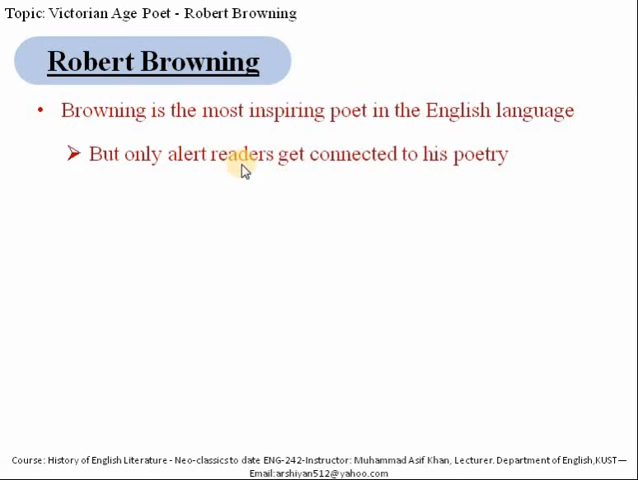 Topic: Victorian Age Poet - Robert Browning
Robert Browning
• Browning is the most inspiring poet in the English language
➢ But only alert readers get connected to his poetry
Course: History of English Literature - Neo-classics to date ENG-242-Instructor: Muhammad Asif Khan, Lecturer. Department of English,KUST—
Email:arshiyan512@yahoo.com